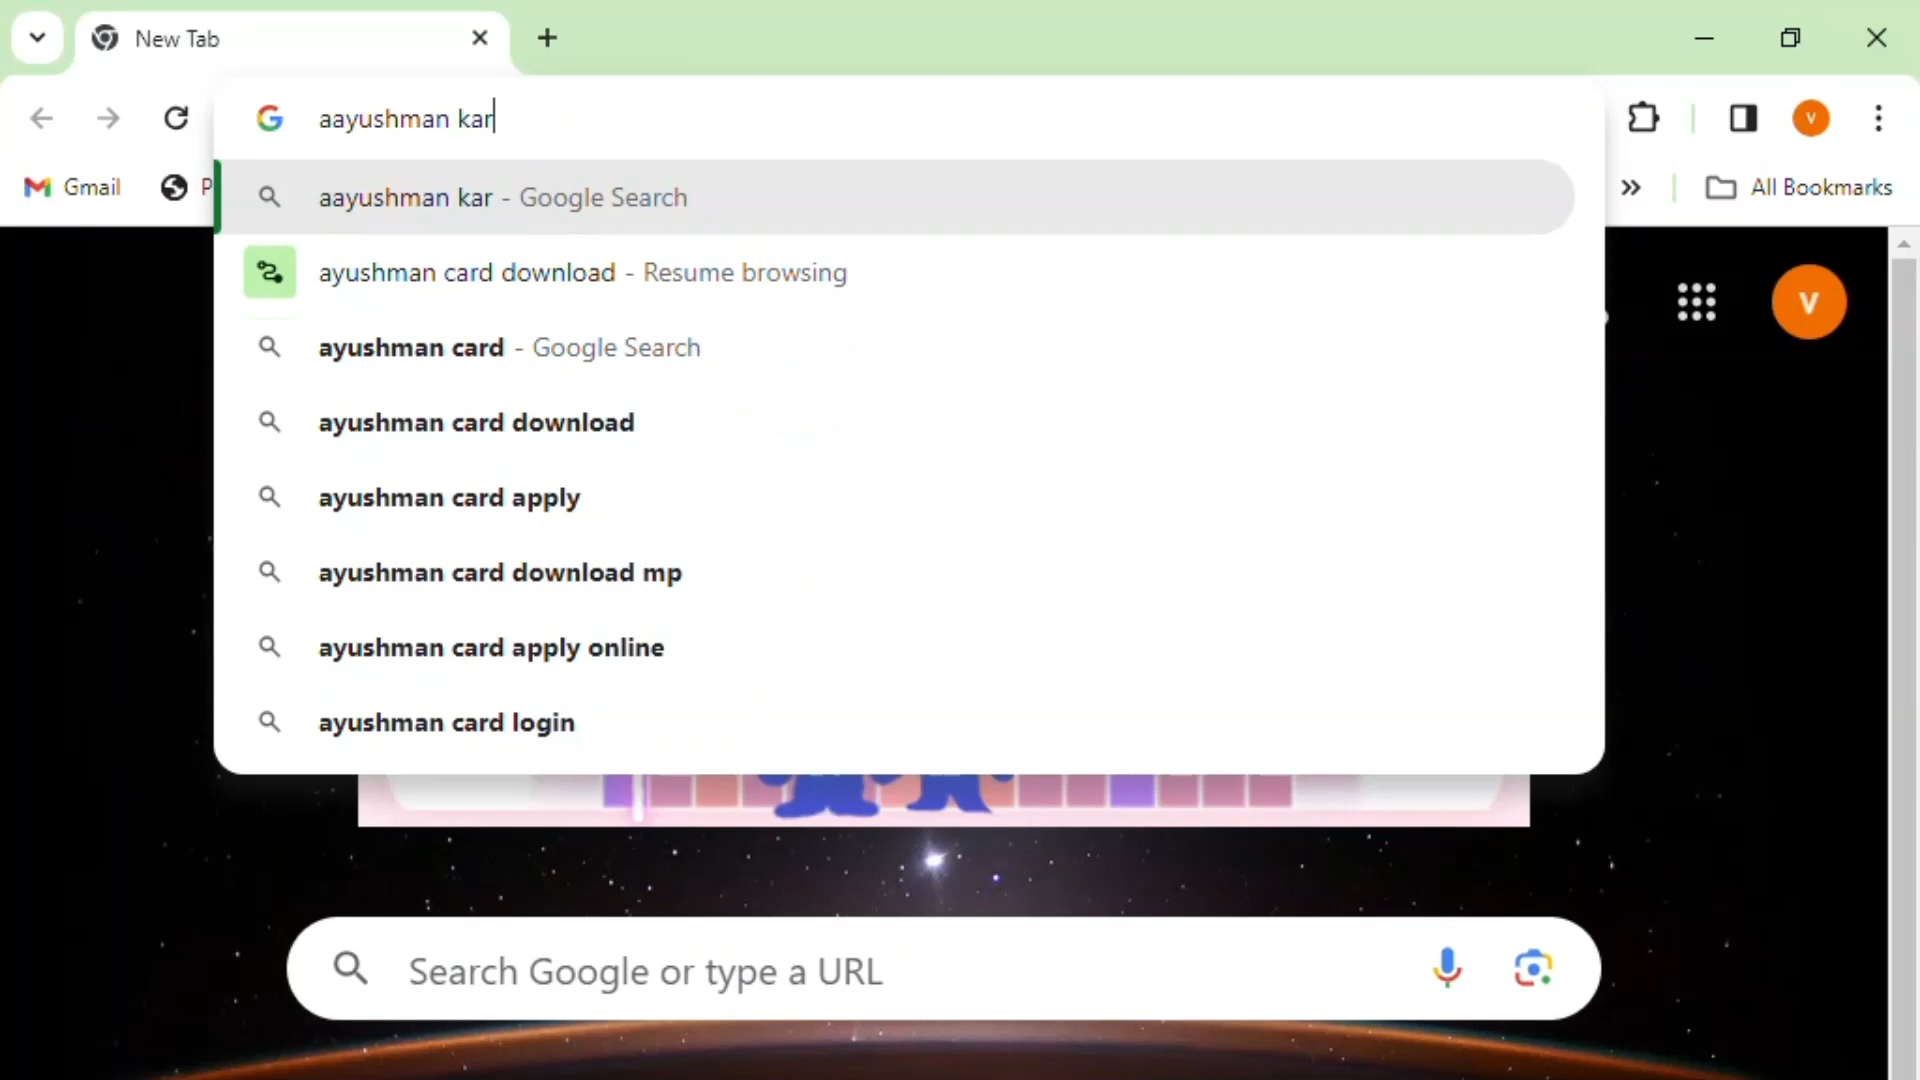 New Tab
aayushman kar
Gmail
P
All Bookmarks
aayushman kar - Google Search
ayushman card download - Resume browsing
ayushman card - Google Search
ayushman card download
ayushman card apply
ayushman card download mp
ayushman card apply online
ayushman card login
V
V
Search Google or type a URL